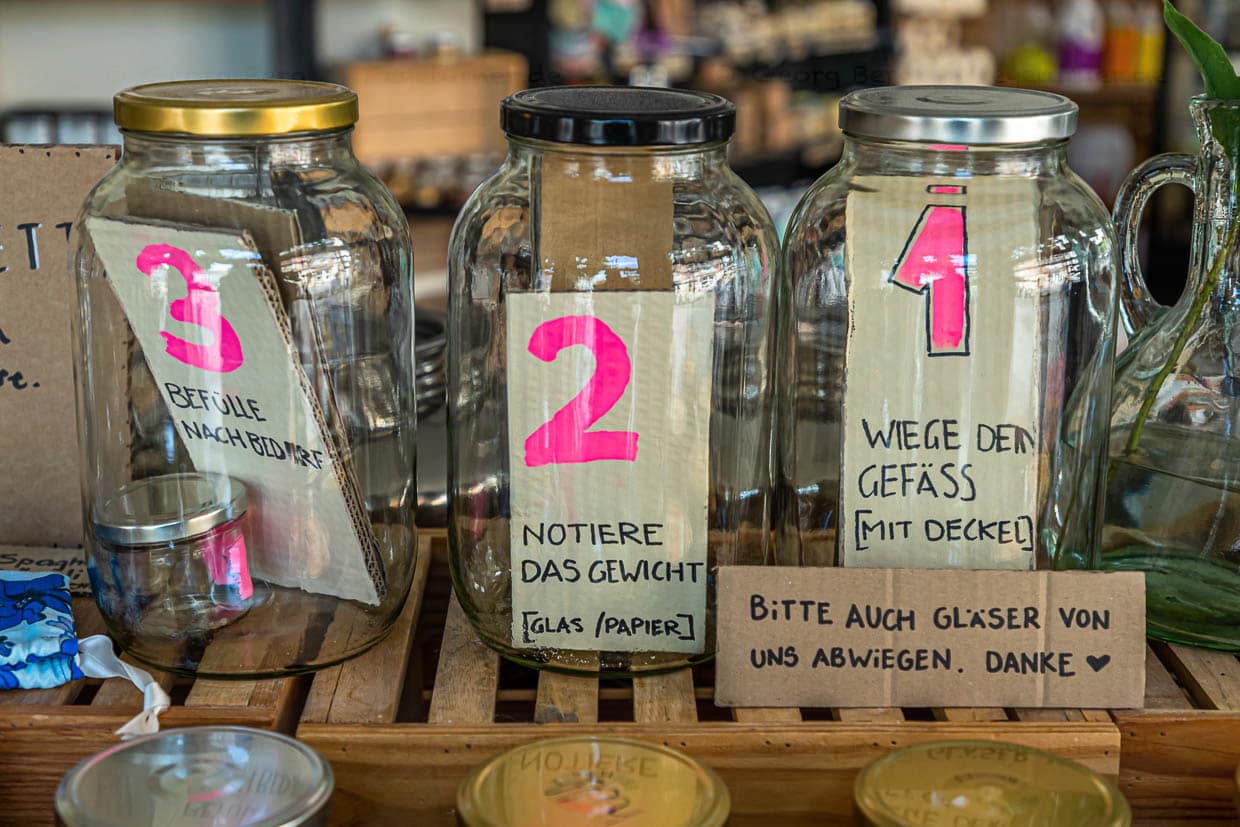 3
BEFÜLLE
NACH BEDARF
2
NOTIERE
DAS GEWICHT
[GLAS/PAPIER]
1
WIEGE DEIN
GEFÄSS
[MIT DECKEL]
BITTE AUCH GLÄSER VON
UNS ABWIEGEN. DANKE ♥